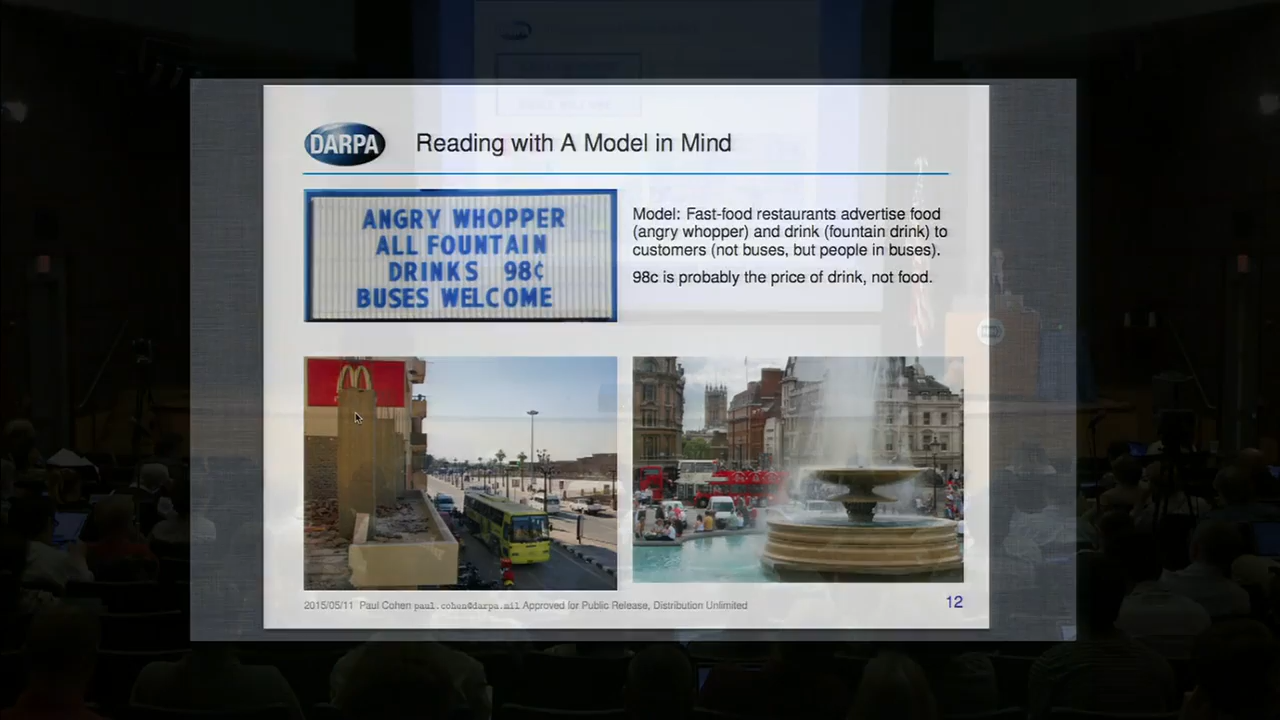 DARPA
Reading with A Model in Mind
ANGRY WHOPPER
ALL FOUNTAIN
DRINKS 98¢
BUSES WELCOME
Model: Fast-food restaurants advertise food
(angry whopper) and drink (fountain drink) to
customers (not buses, but people in buses).
98c is probably the price of drink, not food.
2015/05/11 Paul Cohen paul.cohen@darpa.mil Approved for Public Release, Distribution Unlimited
12